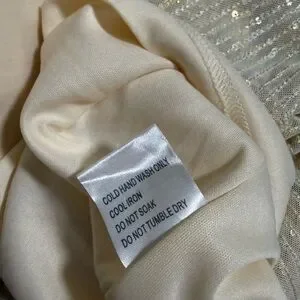 COLD HAND WASH ONLY
COOL IRON
DO NOT SOAK
DO NOT TUMBLE DRY